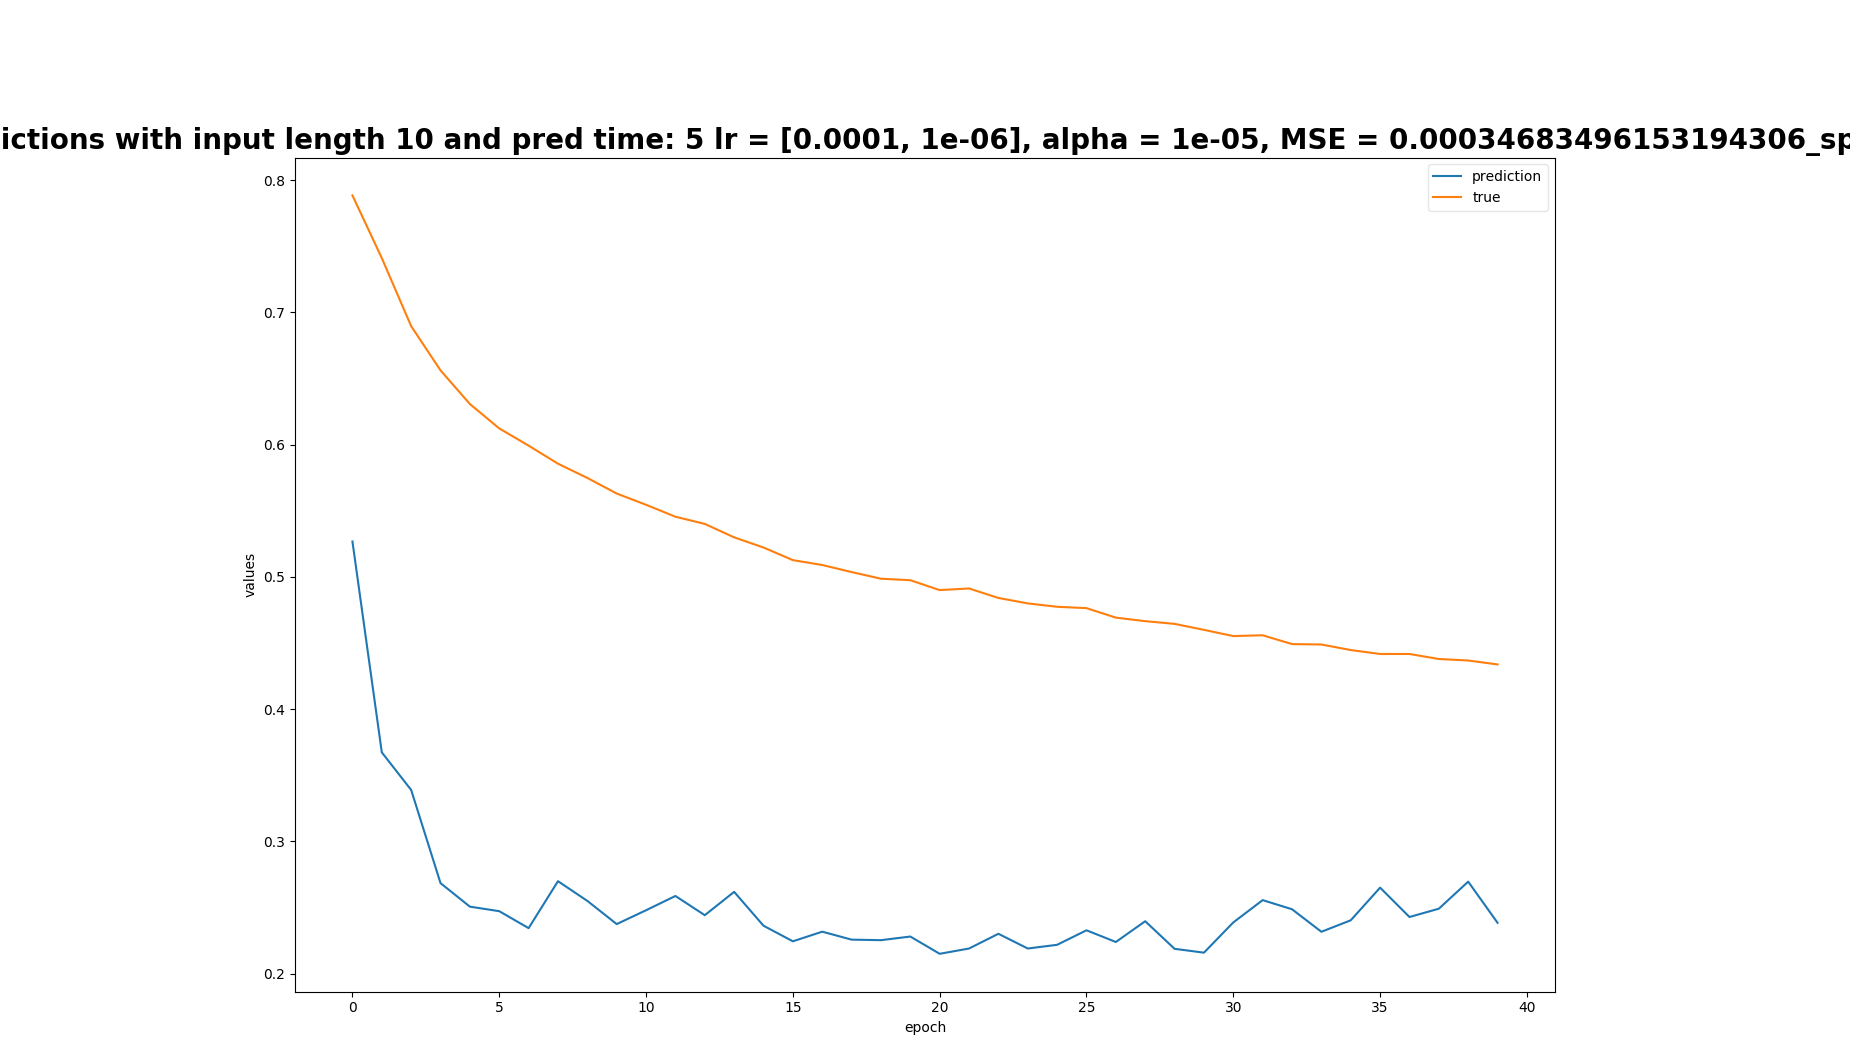 ictions with input length 10 and pred time: 5 lr = [0.0001, 1e-06], alpha = 1e-05, MSE = 0.00034683496153194306_sp
prediction
true
0.8
0.7
0.6
0.5
0.4
0.3
0.2
values
0 5 10 15 20 25 30 35 40
epoch